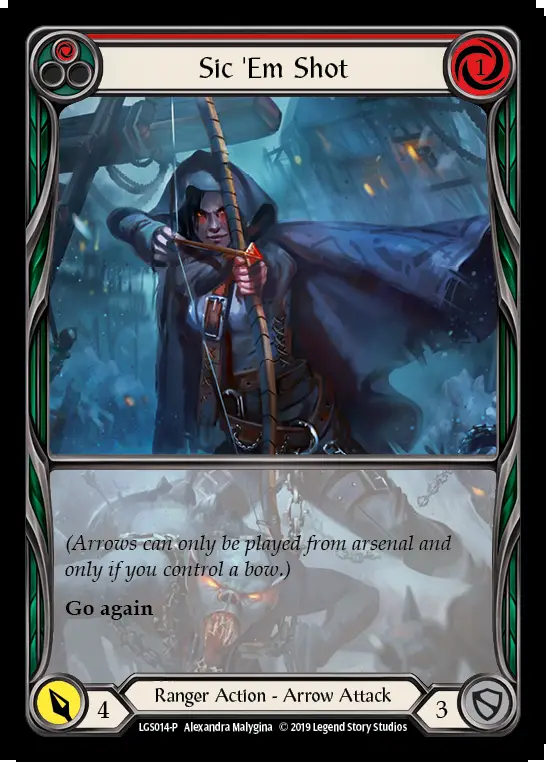 Sic 'Em Shot
1
(Arrows can only be played from arsenal and
only if you control a bow.)
Go again
4
Ranger Action - Arrow Attack
3
LGS014-P Alexandra Malygina © 2019 Legend Story Studios